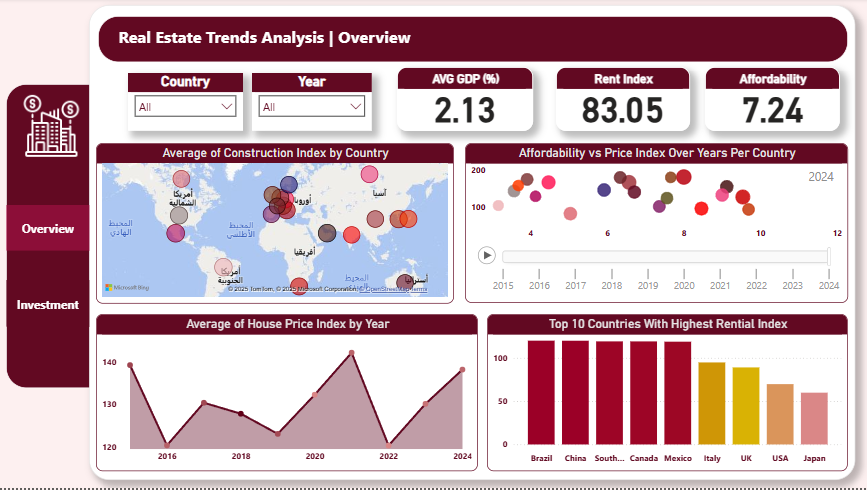 Real Estate Trends Analysis | Overview
Country
All
Year
All
AVG GDP (%)
2.13
Rent Index
83.05
Affordability
7.24
Overview
Investment
Average of Construction Index by Country
أمريكا
الشمالية
أوروبا
آسيا
المحيط
الهادي
المحيط
الأطلسي
أفريقيا
أمريكا
الجنوبية
المحيط
أستراليا
Microsoft Bing
© 2025 TomTom, © 2025 Microsoft Corporation, © OpenStreetMap Terms
Affordability vs Price Index Over Years Per Country
200
100
2024
4 6 8 10 12
2015 2016 2017 2018 2019 2020 2021 2022 2023 2024
Average of House Price Index by Year
140
130
120
2016 2018 2020 2022 2024
Top 10 Countries With Highest Rental Index
100
50
0
Brazil China South... Canada Mexico Italy UK USA Japan